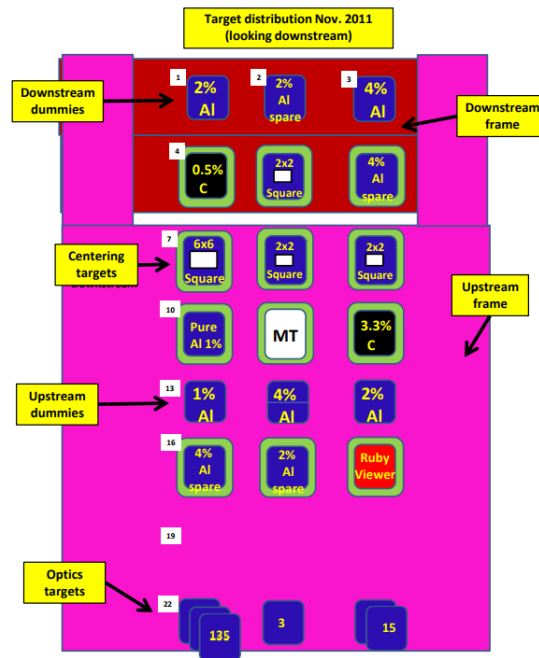 Target distribution Nov. 2011
(looking downstream)
Downstream
dummies
1
2%
Al
2
2%
Al
spare
3
4%
Al
Downstream
frame
4
0.5%
C
2x2
Square
4%
Al
spare
Centering
targets
7
6x6
Square
2x2
Square
2x2
Square
Upstream
frame
10
Pure
Al 1%
MT
3.3%
C
Upstream
dummies
13
1%
Al
4%
Al
2%
Al
16
4%
Al
spare
2%
Al
spare
Ruby
Viewer
19
Optics
targets
22
135
3
15